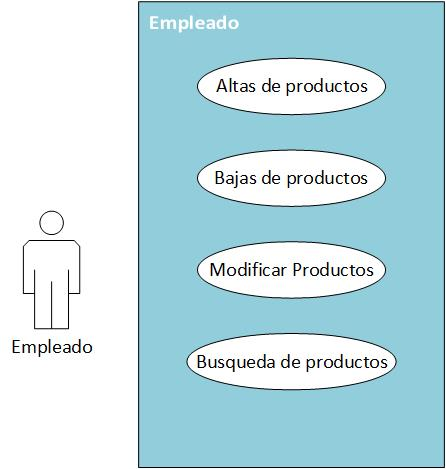 Empleado
Altas de productos
Bajas de productos
Modificar Productos
Busqueda de productos
Empleado